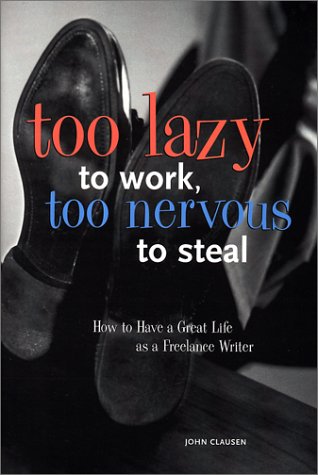 too lazy
to work,
too nervous
to steal
How to Have a Great Life
as a Freelance Writer
JOHN CLAUSEN